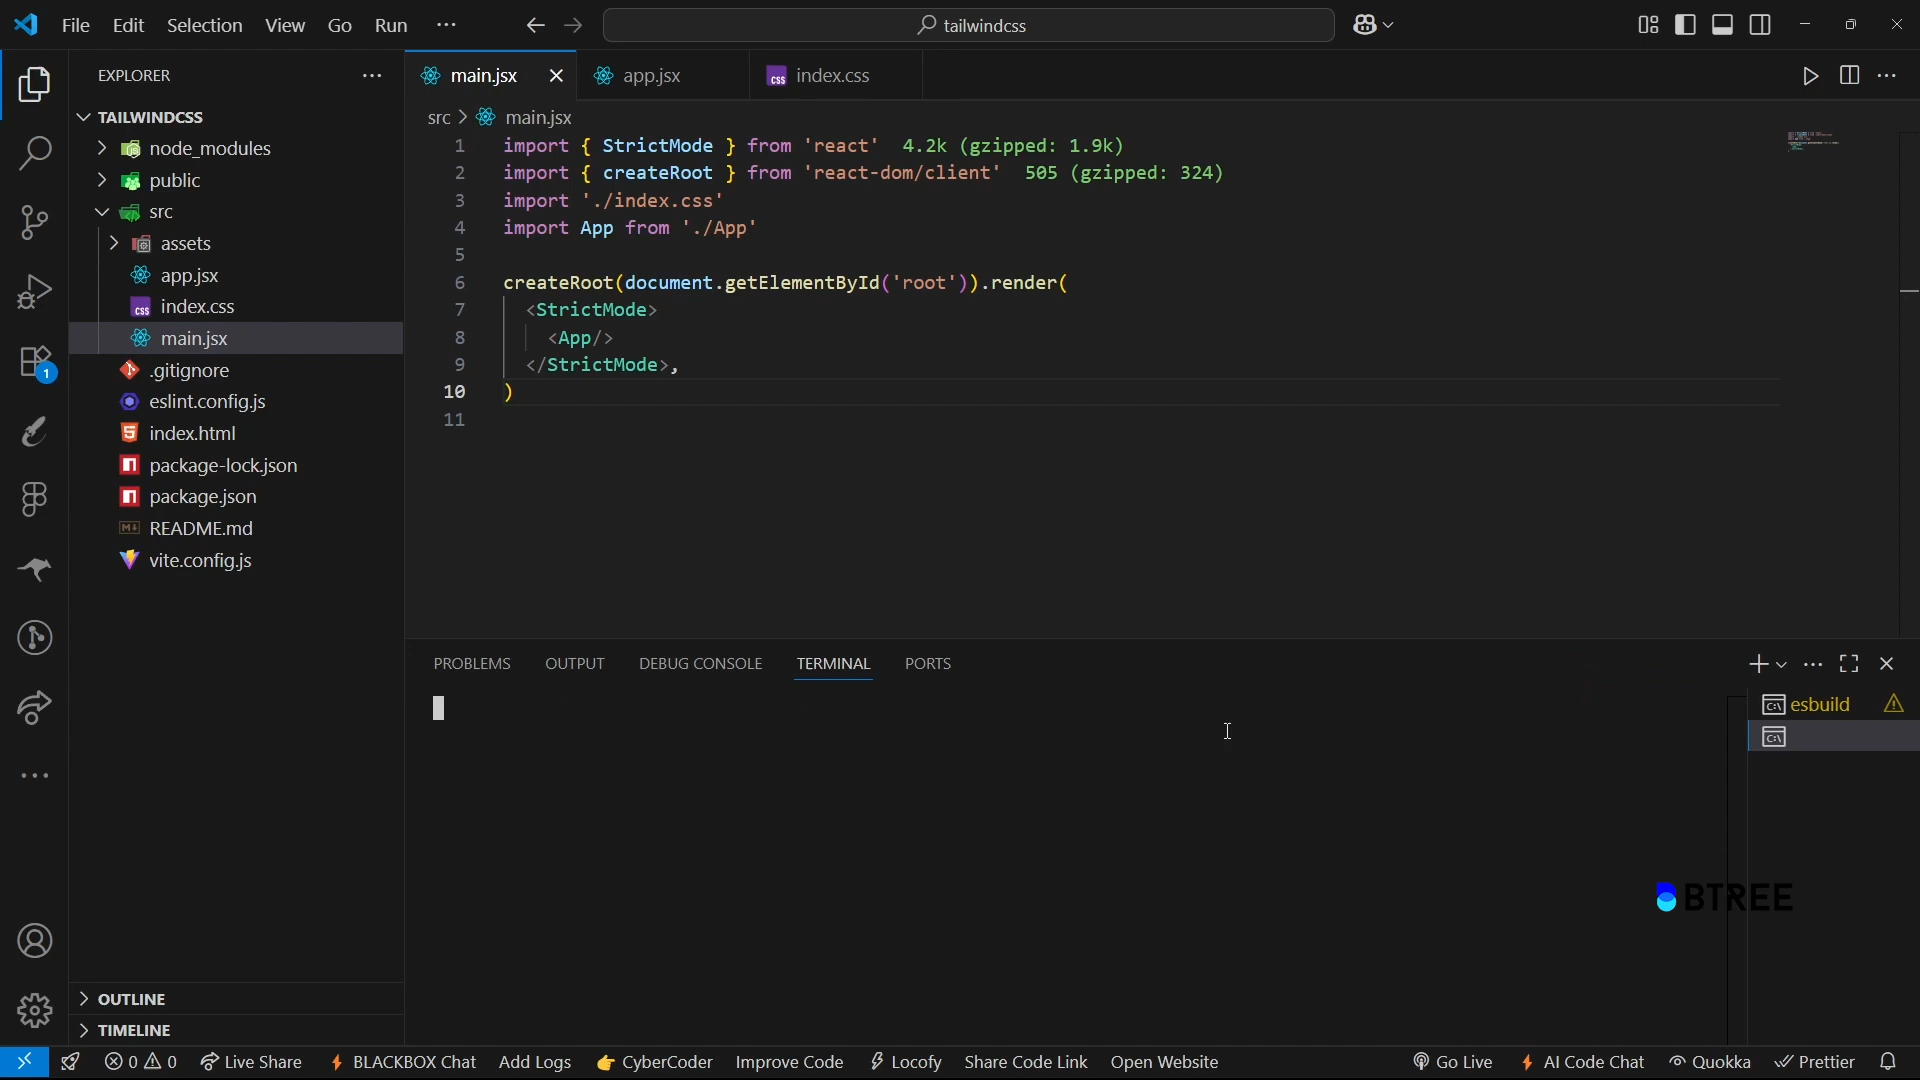 File Edit Selection View Go Run ···
tailwindcss
EXPLORER
main.jsx
app.jsx
css index.css
TAILWINDCSS
node_modules
public
src
assets
app.jsx
css index.css
main.jsx
.gitignore
eslint.config.js
index.html
package-lock.json
package.json
README.md
vite.config.js
OUTLINE
TIMELINE
1
src > main.jsx
1 import { StrictMode } from 'react' 4.2k (gzipped: 1.9k)
2 import { createRoot } from 'react-dom/client' 505 (gzipped: 324)
3 import './index.css'
4 import App from './App'
5
6 createRoot(document.getElementById('root')).render(
7 <StrictMode>
8 <App/>
9 </StrictMode>,
10 )
11
PROBLEMS OUTPUT DEBUG CONSOLE TERMINAL PORTS
esbuild
BTREE
0 0 Live Share BLACKBOX Chat Add Logs 👉 CyberCoder Improve Code Locofy Share Code Link Open Website Go Live AI Code Chat Quokka Prettier